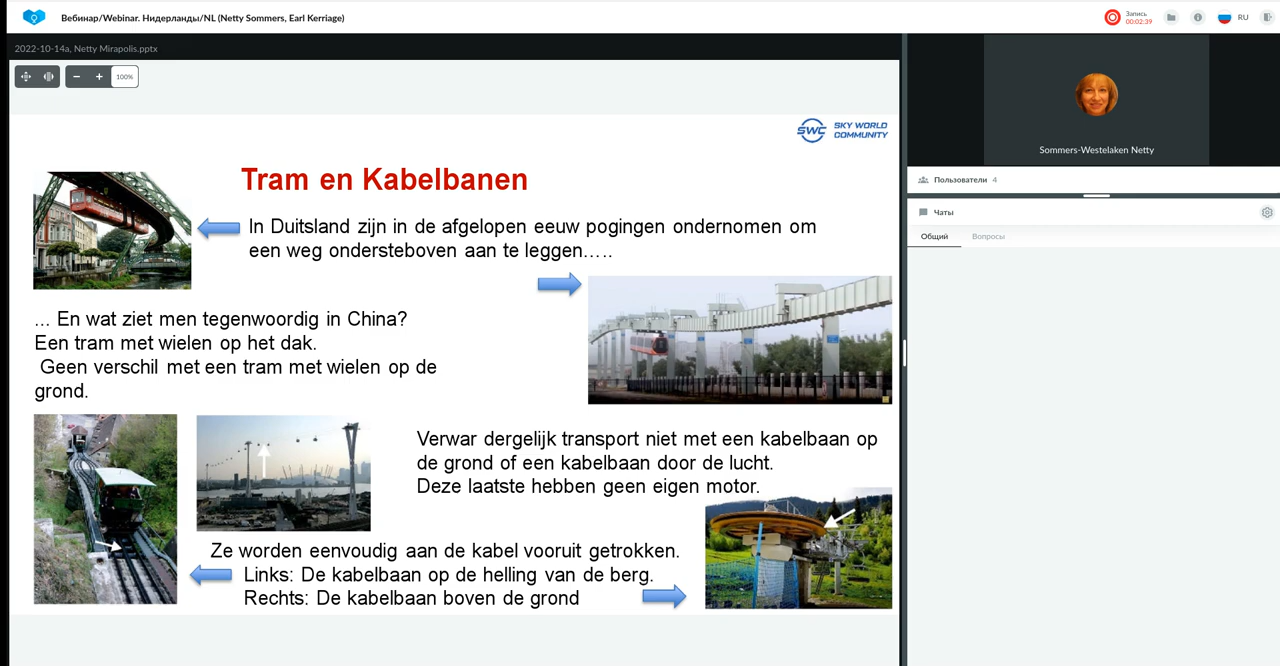 Вебинар/Webinar. Нидерланды/NL (Netty Sommers, Earl Kerriage)
Запись
00:02:39
RU
2022-10-14a, Netty Mirapolis.pptx
100%
SWC SKY WORLD
COMMUNITY
Tram en Kabelbanen
In Duitsland zijn in de afgelopen eeuw pogingen ondernomen om
een weg ondersteboven aan te leggen…..
... En wat ziet men tegenwoordig in China?
Een tram met wielen op het dak.
Geen verschil met een tram met wielen op de
grond.
Verwar dergelijk transport niet met een kabelbaan op
de grond of een kabelbaan door de lucht.
Deze laatste hebben geen eigen motor.
Ze worden eenvoudig aan de kabel vooruit getrokken.
Links: De kabelbaan op de helling van de berg.
Rechts: De kabelbaan boven de grond
Sommers-Westelaken Netty
Пользователи 4
Чаты
Общий Вопросы